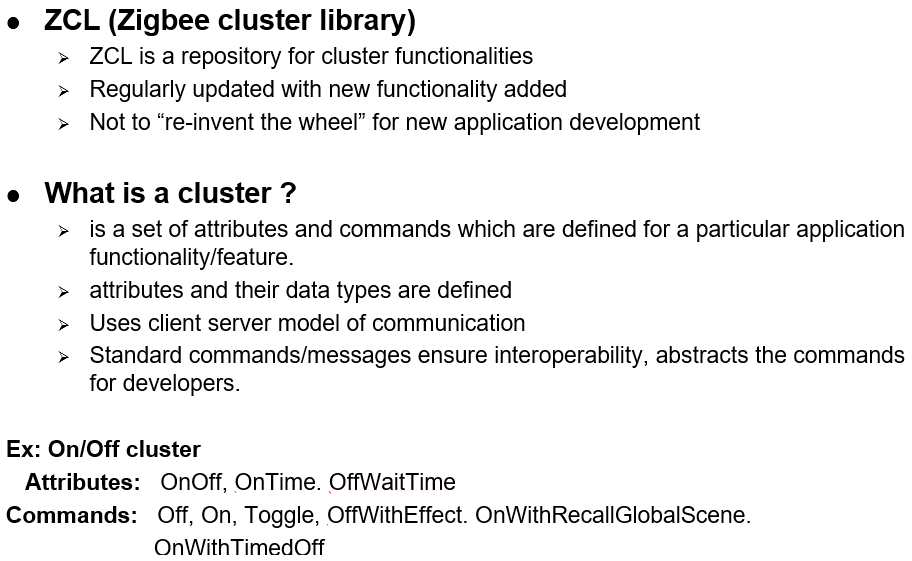 ● ZCL (Zigbee cluster library)
➢ ZCL is a repository for cluster functionalities
➢ Regularly updated with new functionality added
➢ Not to “re-invent the wheel” for new application development
● What is a cluster ?
➢ is a set of attributes and commands which are defined for a particular application
functionality/feature.
➢ attributes and their data types are defined
➢ Uses client server model of communication
➢ Standard commands/messages ensure interoperability, abstracts the commands
for developers.
Ex: On/Off cluster
Attributes: OnOff, OnTime. OffWaitTime
Commands: Off, On, Toggle, OffWithEffect. OnWithRecallGlobalScene.
OnWithTimedOff